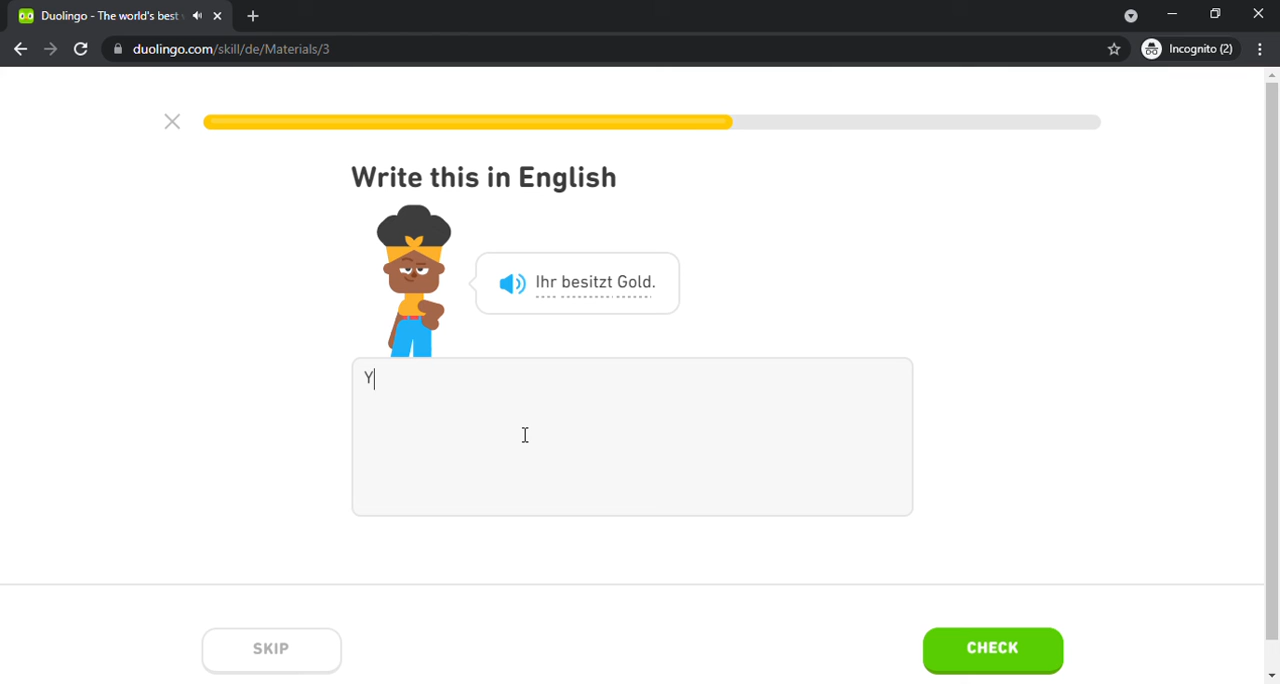 Duolingo - The world's best
duolingo.com/skill/de/Materials/3
Incognito (2)
Write this in English
Ihr besitzt Gold.
Y
SKIP
CHECK